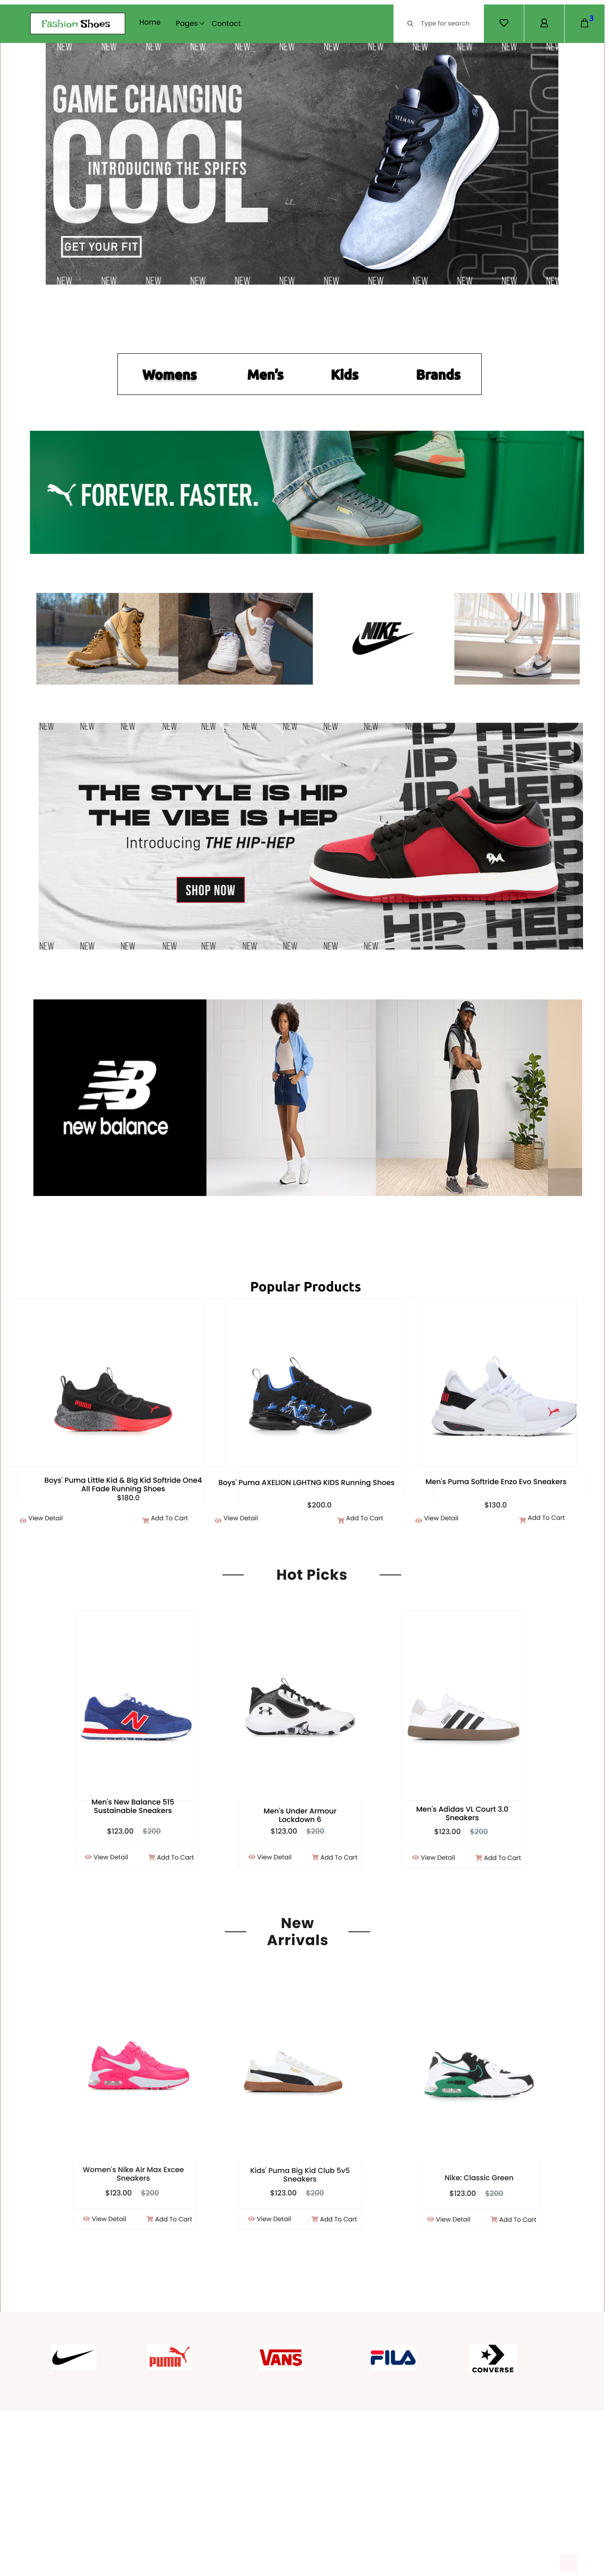 Fashion Shoes
Home
Pages
Contact
Type for search
3
NEW NEW NEW NEW NEW NEW NEW NEW NEW NEW NEW NEW
GAME CHANGING
COOL
INTRODUCING THE SPIFFS
GET YOUR FIT
NEEMAN
NEW NEW NEW NEW NEW NEW NEW NEW NEW NEW NEW NEW
Womens
Men's
Kids
Brands
FOREVER. FASTER.
PUMA
NIKE
NEW NEW NEW NEW NEW NEW NEW NEW NEW
THE STYLE IS HIP
THE VIBE IS HEP
Introducing THE HIP-HEP
SHOP NOW
NEW NEW NEW NEW NEW NEW NEW NEW NEW
NB
new balance
Popular Products
Boys' Puma Little Kid & Big Kid Softride One4
All Fade Running Shoes
$180.0
View Detail
Add To Cart
Boys' Puma AXELION LGHTNG KIDS Running Shoes
$200.0
View Detail
Add To Cart
Men's Puma Softride Enzo Evo Sneakers
$130.0
View Detail
Add To Cart
Hot Picks
Men's New Balance 515
Sustainable Sneakers
$123.00 $200
View Detail
Add To Cart
Men's Under Armour
Lockdown 6
$123.00 $200
View Detail
Add To Cart
Men's Adidas VL Court 3.0
Sneakers
$123.00 $200
View Detail
Add To Cart
New
Arrivals
Women's Nike Air Max Excee
Sneakers
$123.00 $200
View Detail
Add To Cart
Kids' Puma Big Kid Club 5v5
Sneakers
$123.00 $200
View Detail
Add To Cart
Nike: Classic Green
$123.00 $200
View Detail
Add To Cart
PUMA
VANS
FILA
CONVERSE